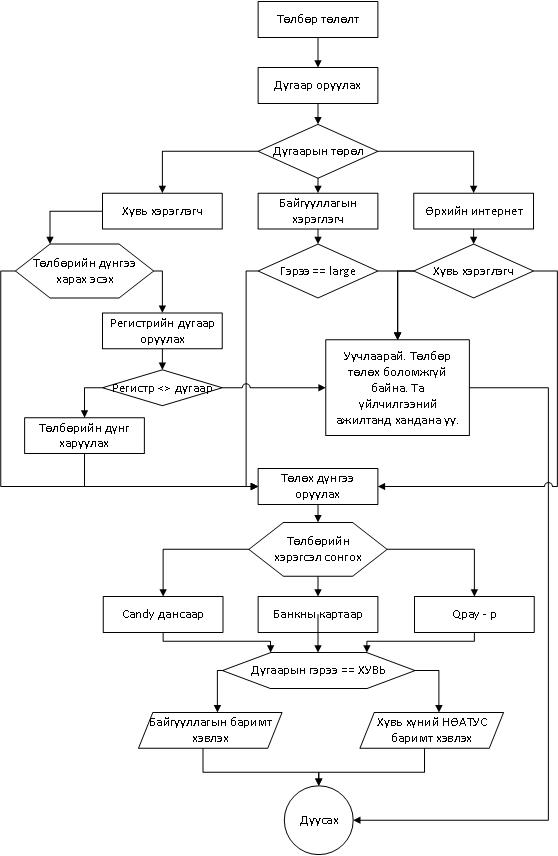 Төлбөр төлөлт
Дугаар оруулах
Дугаарын төрөл
Хувь хэрэглэгч
Байгууллагын
хэрэглэгч
Өрхийн интернет
Төлбөрийн дүнгээ
харах эсэх
Гэрээ == large
Хувь хэрэглэгч
Регистрийн дугаар
оруулах
Уучлаарай. Төлбөр
төлөх боломжгүй
байна. Та
үйлчилгээний
ажилтанд хандана уу.
Регистр <> дугаар
Төлбөрийн дүнг
харуулах
Төлөх дүнгээ
оруулах
Төлбөрийн
хэрэгсэл сонгох
Candy дансаар
Банкны картаар
Qpay - р
Дугаарын гэрээ == ХУВЬ
Байгууллагын баримт
хэвлэх
Хувь хүний НӨАТУС
баримт хэвлэх
Дуусах